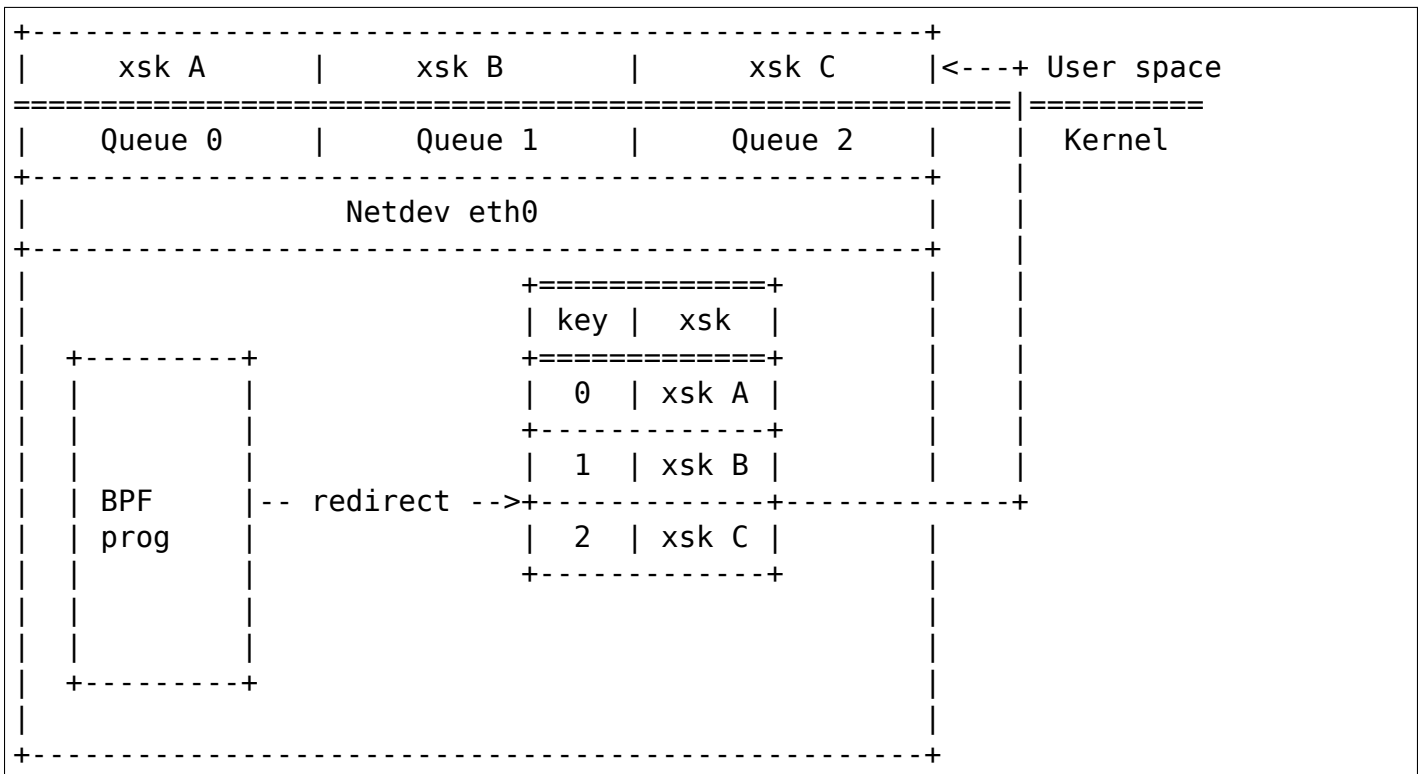 +---------------------------------------------------+
|     xsk A      |     xsk B       |      xsk C     |<---+ User space
=========================================================|==========
|    Queue 0     |     Queue 1     |     Queue 2    |    |  Kernel
+---------------------------------------------------+    |
|                  Netdev eth0                      |    |
+---------------------------------------------------+    |
|                            +=============+        |    |
|                            | key |  xsk  |        |    |
|  +---------+               +=============+        |    |
|  |         |               |  0  | xsk A |        |    |
|  |         |               +-------------+        |    |
|  |         |               |  1  | xsk B |        |    |
|  | BPF     |-- redirect -->+-------------+-------------+
|  | prog    |               |  2  | xsk C |        |
|  |         |               +-------------+        |
|  |         |                                      |
|  |         |                                      |
|  +---------+                                      |
|                                                   |
+---------------------------------------------------+